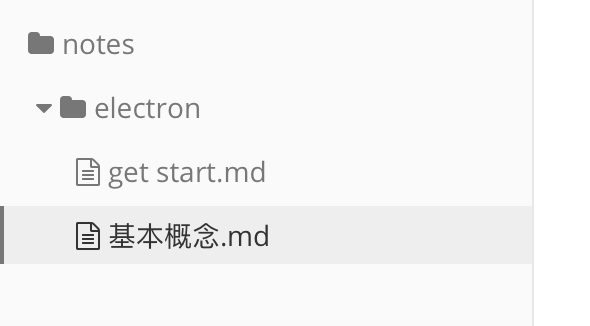 notes
electron
get start.md
基本概念.md